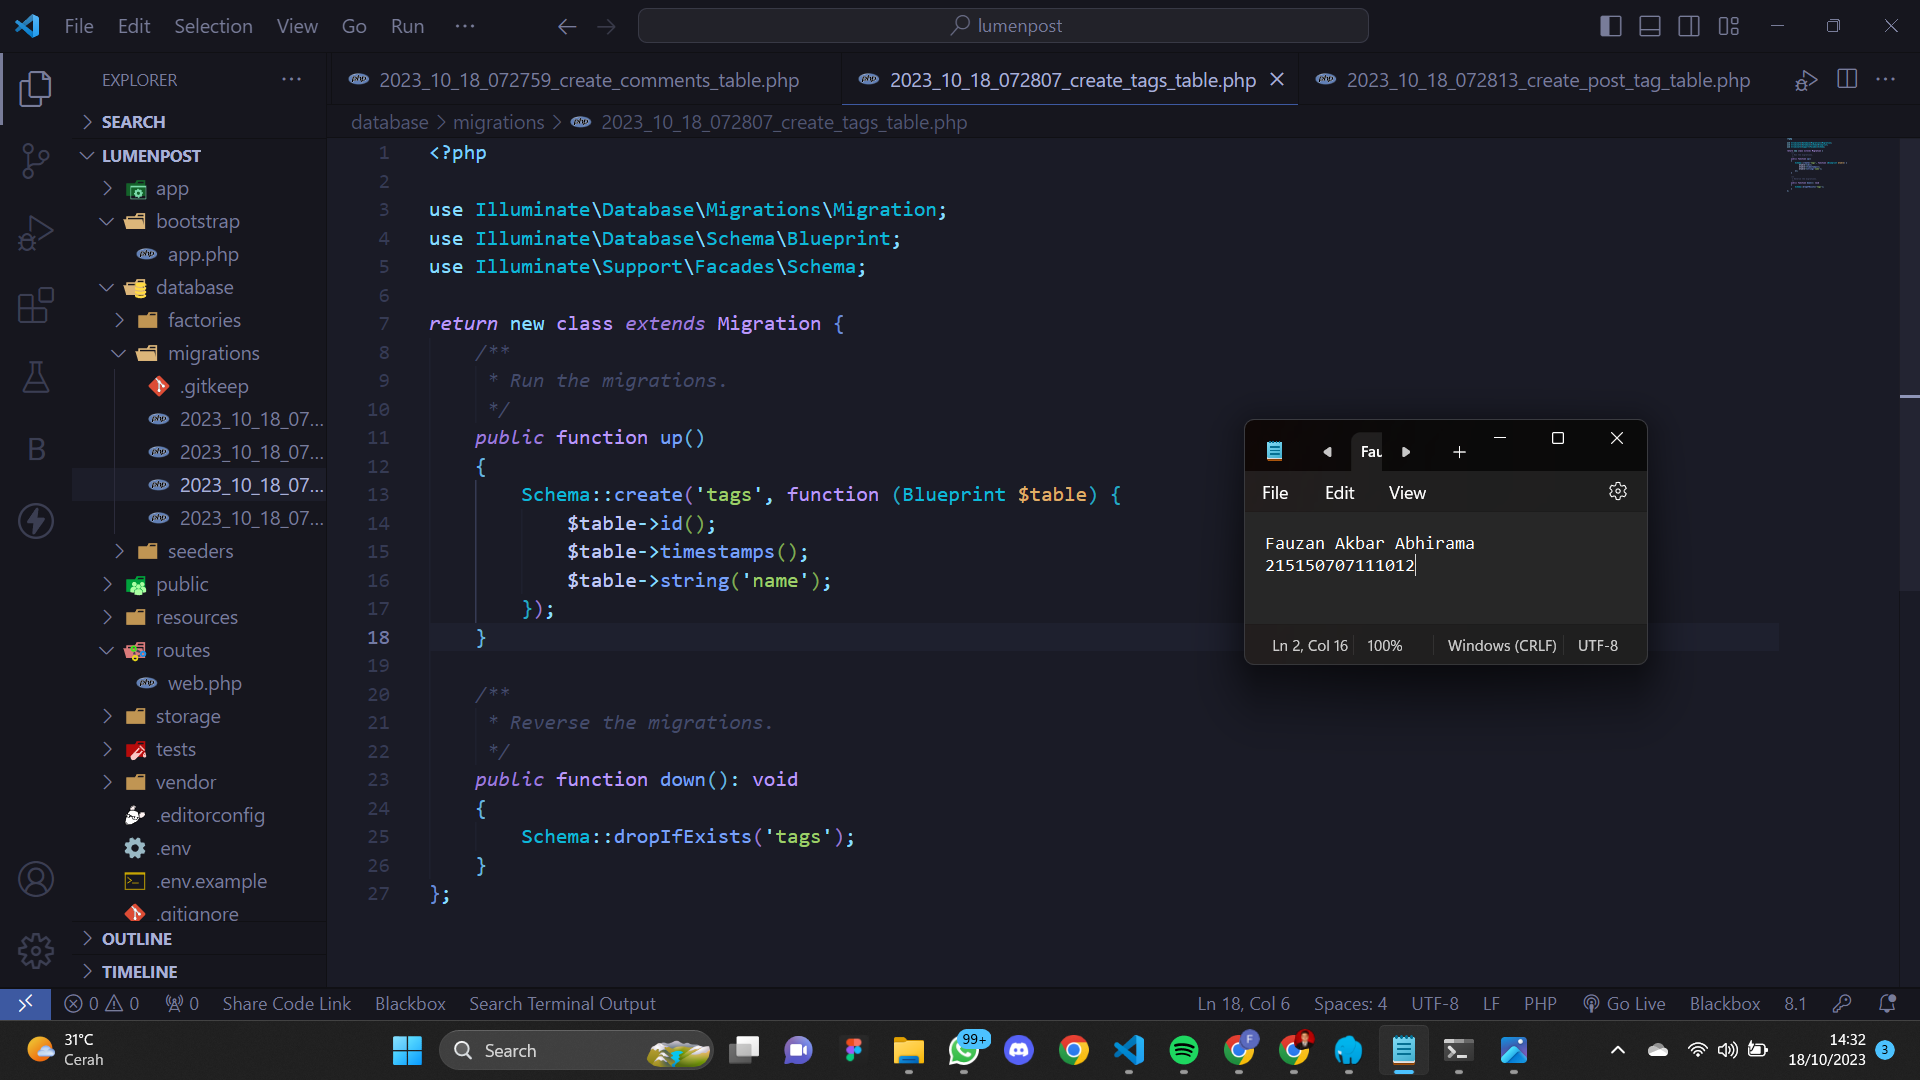 File Edit Selection View Go Run ··· lumenpost
EXPLORER ···
SEARCH
LUMENPOST
app
bootstrap
app.php
database
factories
migrations
.gitkeep
2023_10_18_07...
2023_10_18_07...
2023_10_18_07...
2023_10_18_07...
seeders
public
resources
routes
web.php
storage
tests
vendor
.editorconfig
.env
.env.example
.gitignore
OUTLINE
TIMELINE
2023_10_18_072759_create_comments_table.php 2023_10_18_072807_create_tags_table.php 2023_10_18_072813_create_post_tag_table.php
database > migrations > 2023_10_18_072807_create_tags_table.php
1 <?php
2
3 use Illuminate\Database\Migrations\Migration;
4 use Illuminate\Database\Schema\Blueprint;
5 use Illuminate\Support\Facades\Schema;
6
7 return new class extends Migration {
8 /**
9 * Run the migrations.
10 */
11 public function up()
12 {
13 Schema::create('tags', function (Blueprint $table) {
14 $table->id();
15 $table->timestamps();
16 $table->string('name');
17 });
18 }
19
20 /**
21 * Reverse the migrations.
22 */
23 public function down(): void
24 {
25 Schema::dropIfExists('tags');
26 }
27 };
Fau
File Edit View
Fauzan Akbar Abhirama
215150707111012
Ln 2, Col 16 100% Windows (CRLF) UTF-8
0 0 0 Share Code Link Blackbox Search Terminal Output Ln 18, Col 6 Spaces: 4 UTF-8 LF PHP Go Live Blackbox 8.1
31°C
Cerah
Search
99+
F
14:32
18/10/2023
3